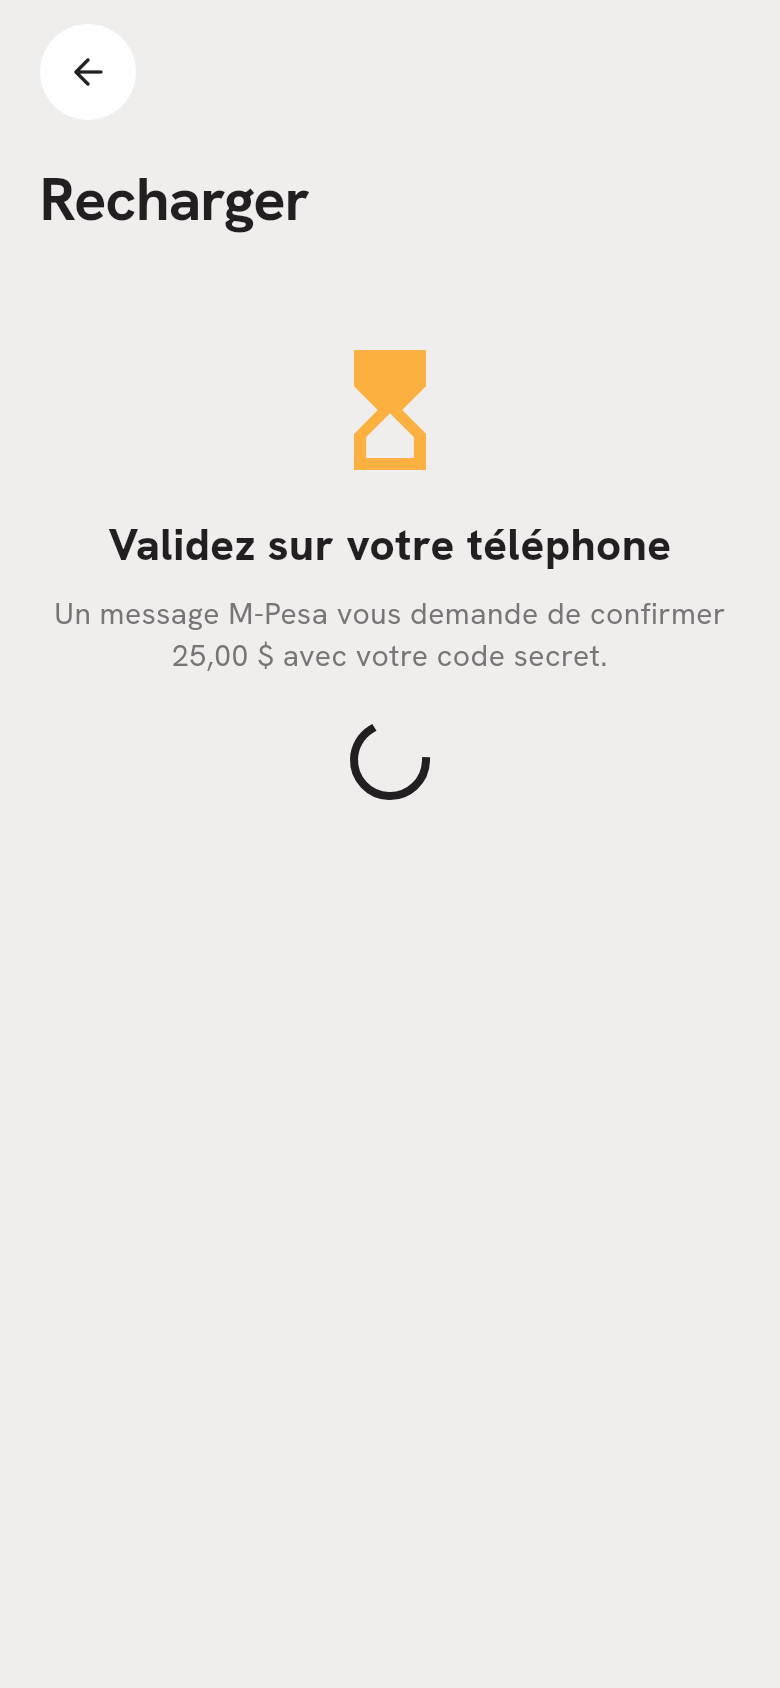 Recharger
Validez sur votre téléphone
Un message M-Pesa vous demande de confirmer
25,00 $ avec votre code secret.